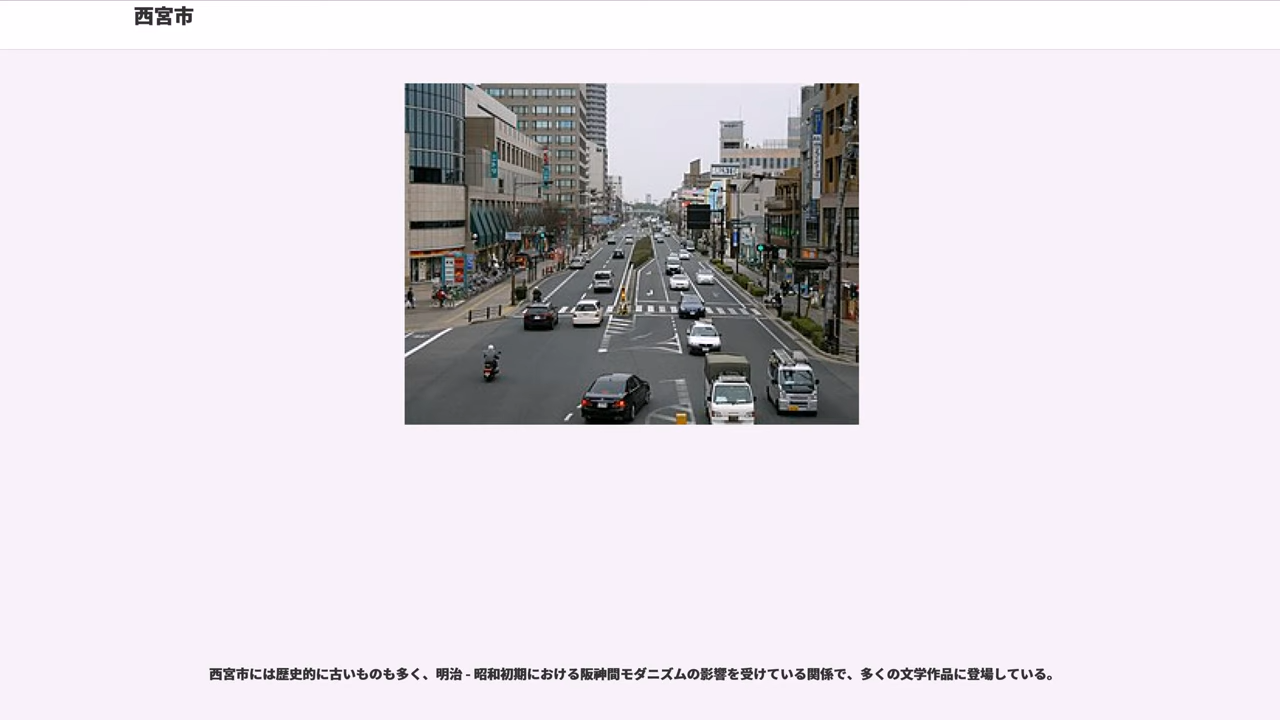 西宮市
西宮市には歴史的に古いものも多く、明治 - 昭和初期における阪神間モダニズムの影響を受けている関係で、多くの文学作品に登場している。